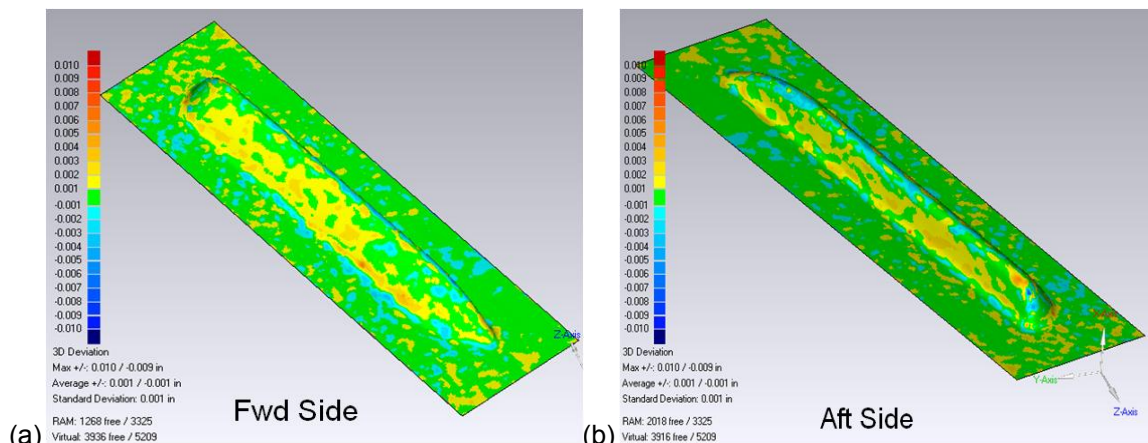 0.010
0.009
0.008
0.007
0.006
0.005
0.004
0.003
0.002
0.001
-0.001
-0.002
-0.003
-0.004
-0.005
-0.006
-0.007
-0.008
-0.009
-0.010
Z-Axis
3D Deviation
Max +/-: 0.010 / -0.009 in
Average +/-: 0.001 / -0.001 in
Standard Deviation: 0.001 in
RAM: 1268 free / 3325
Virtual: 3936 free / 5209
Fwd Side
(a)
0.010
0.009
0.008
0.007
0.006
0.005
0.004
0.003
0.002
0.001
-0.001
-0.002
-0.003
-0.004
-0.005
-0.006
-0.007
-0.008
-0.009
-0.010
Y-Axis
Z-Axis
3D Deviation
Max +/-: 0.010 / -0.009 in
Average +/-: 0.001 / -0.001 in
Standard Deviation: 0.001 in
RAM: 2018 free / 3325
Virtual: 3916 free / 5209
Aft Side
(b)